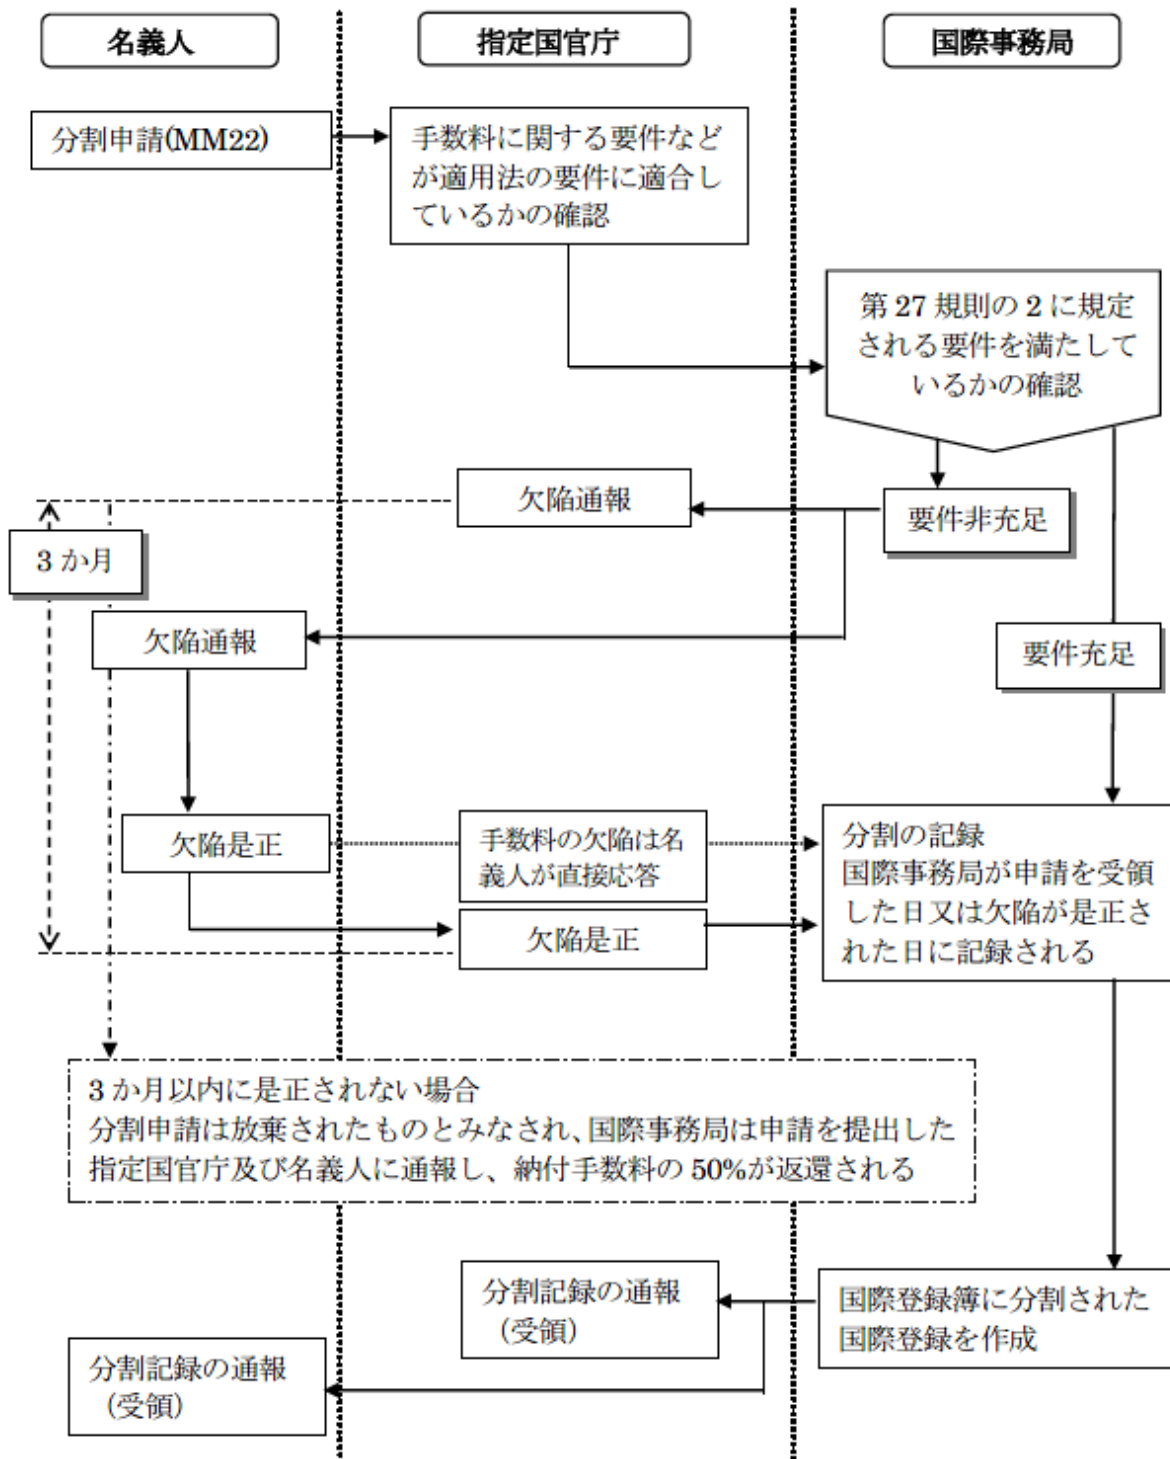 名義人
指定国官庁
国際事務局
分割申請(MM22)
手数料に関する要件など
が適用法の要件に適合し
ているかの確認
第 27 規則の 2 に規定
される要件を満たして
いるかの確認
欠陥通報
要件非充足
3 か月
欠陥通報
要件充足
欠陥是正
手数料の欠陥は名
義人が直接応答
欠陥是正
分割の記録
国際事務局が申請を受領
した日又は欠陥が是正さ
れた日に記録される
3 か月以内に是正されない場合
分割申請は放棄されたものとみなされ、国際事務局は申請を提出した
指定国官庁及び名義人に通報し、納付手数料の 50%が返還される
分割記録の通報
（受領）
国際登録簿に分割された
国際登録を作成
分割記録の通報
（受領）